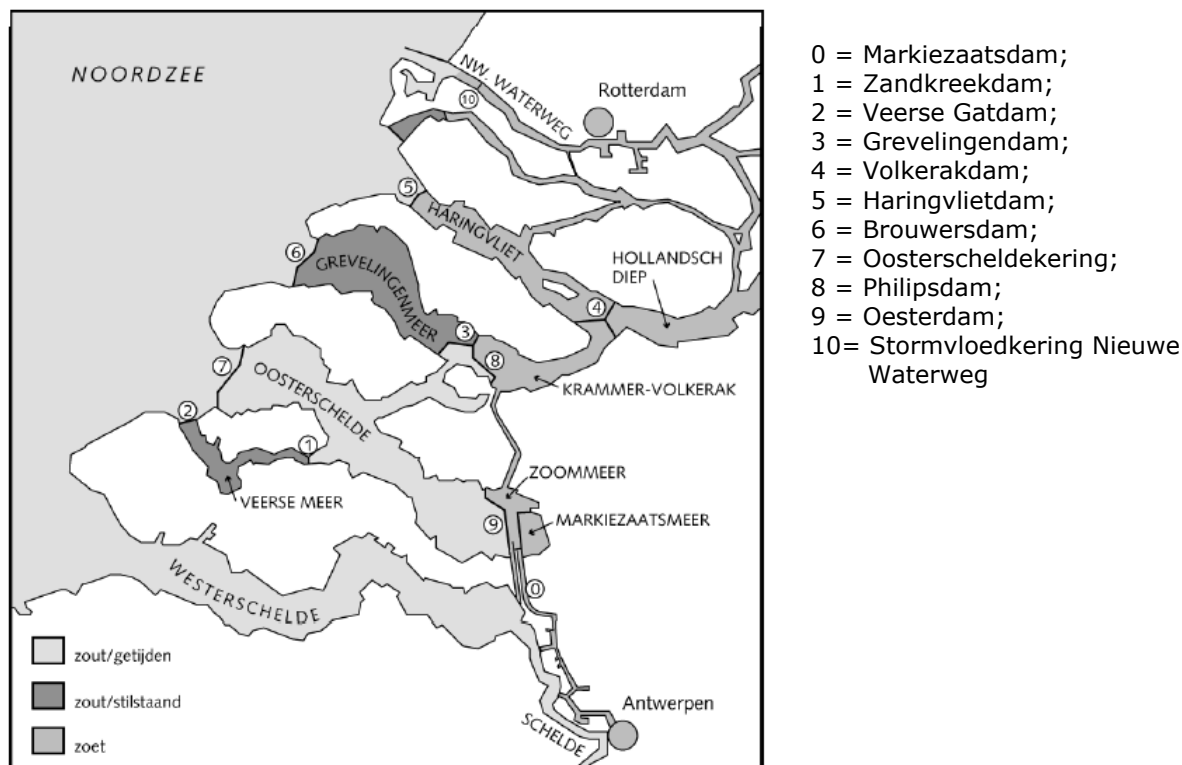 NOORDZEE
NW. WATERWEG
Rotterdam
10
5
HARINGVLIET
6
GREVELINGENMEER
HOLLANDSCH
DIEP
4
3
8
7
OOSTERSCHELDE
KRAMMER-VOLKERAK
2
1
ZOOMMEER
VEERSE MEER
9
MARKIEZAATSMEER
WESTERSCHELDE
0
zout/getijden
zout/stilstaand
zoet
Antwerpen
SCHELDE
0 = Markiezaatsdam;
1 = Zandkreekdam;
2 = Veerse Gatdam;
3 = Grevelingendam;
4 = Volkerakdam;
5 = Haringvlietdam;
6 = Brouwersdam;
7 = Oosterscheldekering;
8 = Philipsdam;
9 = Oesterdam;
10= Stormvloedkering Nieuwe
Waterweg